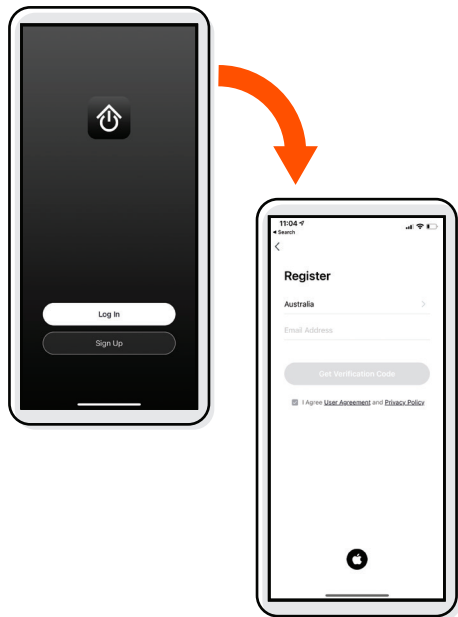 Log In
Sign Up
11:04
Search
Register
Australia
Email Address
Get Verification Code
I Agree User Agreement and Privacy Policy